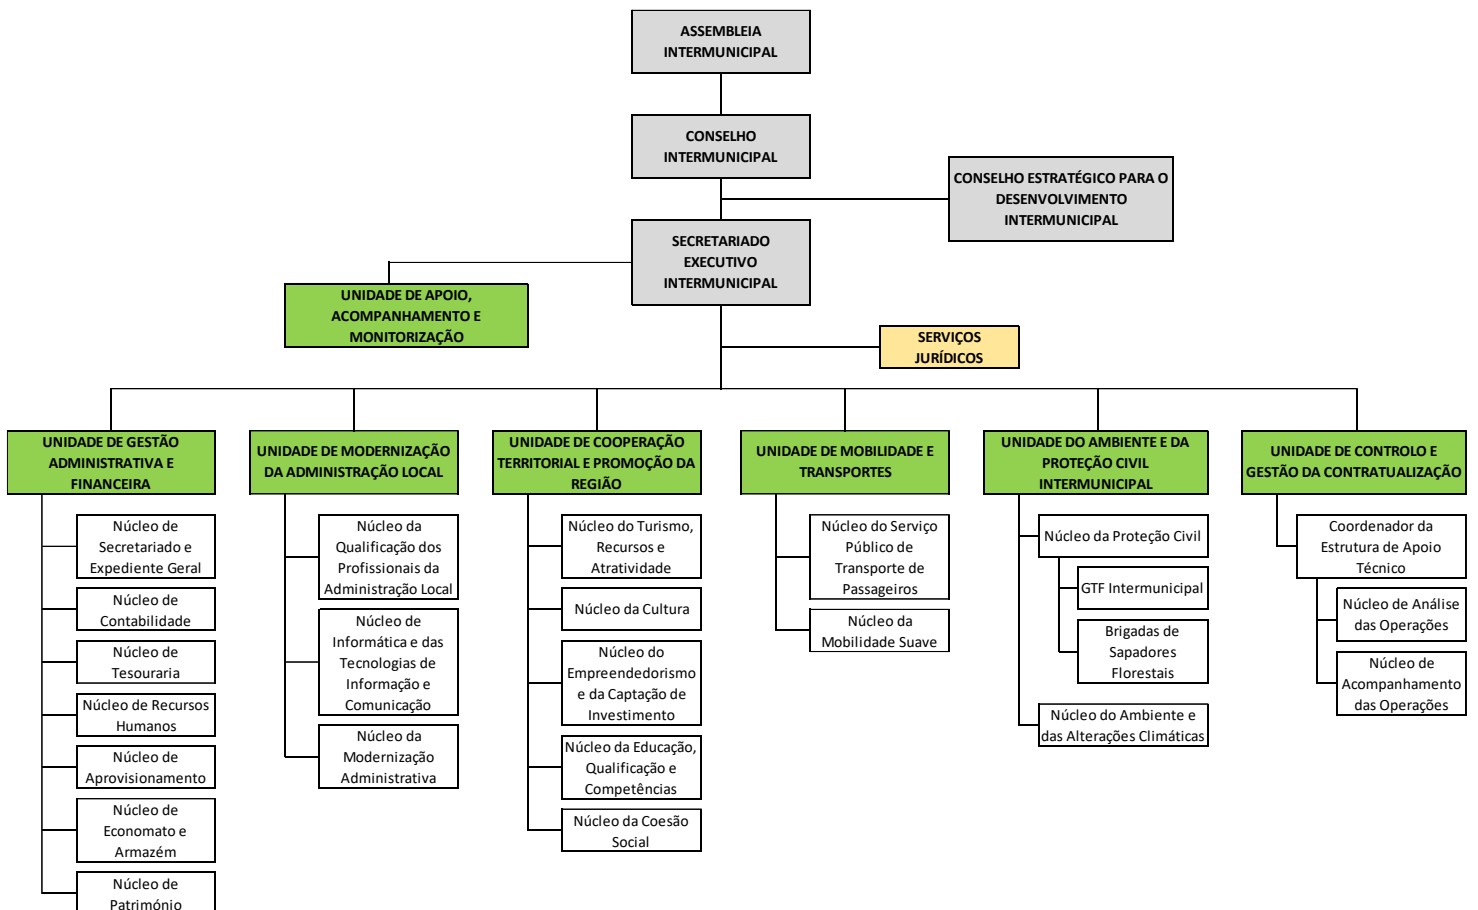 ASSEMBLEIA
INTERMUNICIPAL
CONSELHO
INTERMUNICIPAL
CONSELHO ESTRATÉGICO PARA O
DESENVOLVIMENTO
INTERMUNICIPAL
SECRETARIADO
EXECUTIVO
INTERMUNICIPAL
UNIDADE DE APOIO,
ACOMPANHAMENTO E
MONITORIZAÇÃO
SERVIÇOS
JURÍDICOS
UNIDADE DE GESTÃO
ADMINISTRATIVA E
FINANCEIRA
Núcleo de
Secretariado e
Expediente Geral
Núcleo de
Contabilidade
Núcleo de
Tesouraria
Núcleo de Recursos
Humanos
Núcleo de
Aprovisionamento
Núcleo de
Economato e
Armazém
Núcleo de
Património
UNIDADE DE MODERNIZAÇÃO
DA ADMINISTRAÇÃO LOCAL
Núcleo da
Qualificação dos
Profissionais da
Administração Local
Núcleo de
Informática e das
Tecnologias de
Informação e
Comunicação
Núcleo da
Modernização
Administrativa
UNIDADE DE COOPERAÇÃO
TERRITORIAL E PROMOÇÃO DA
REGIÃO
Núcleo do Turismo,
Recursos e
Atratividade
Núcleo da Cultura
Núcleo do
Empreendedorismo
e da Captação de
Investimento
Núcleo da Educação,
Qualificação e
Competências
Núcleo da Coesão
Social
UNIDADE DE MOBILIDADE E
TRANSPORTES
Núcleo do Serviço
Público de
Transporte de
Passageiros
Núcleo da
Mobilidade Suave
UNIDADE DO AMBIENTE E DA
PROTEÇÃO CIVIL
INTERMUNICIPAL
Núcleo da Proteção Civil
GTF Intermunicipal
Brigadas de
Sapadores
Florestais
Núcleo do Ambiente e
das Alterações Climáticas
UNIDADE DE CONTROLO E
GESTÃO DA CONTRATUALIZAÇÃO
Coordenador da
Estrutura de Apoio
Técnico
Núcleo de Análise
das Operações
Núcleo de
Acompanhamento
das Operações